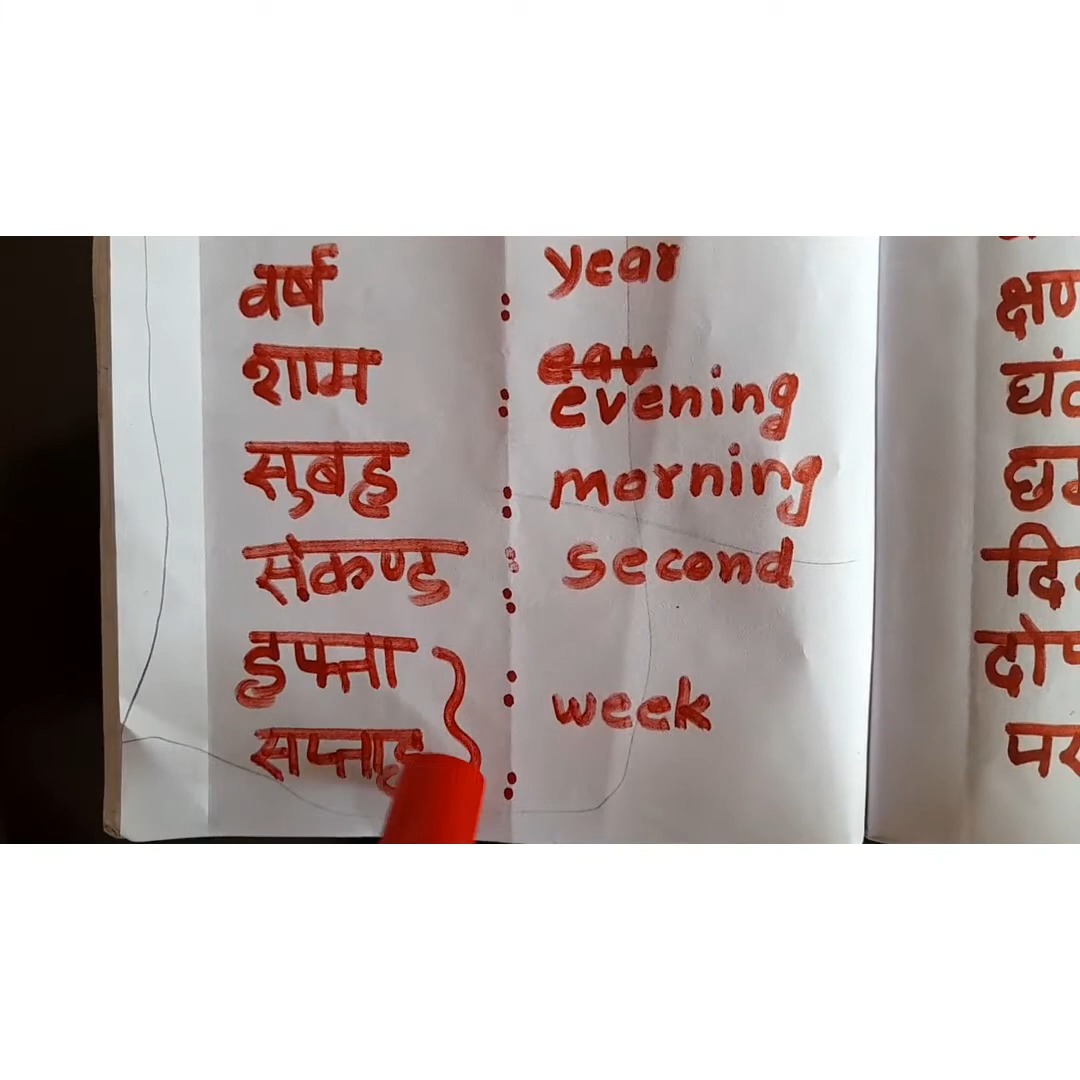 वर्ष : year
शाम : evening
सुबह : morning
सेकण्ड : second
हफ्ता : week
सप्ताह :